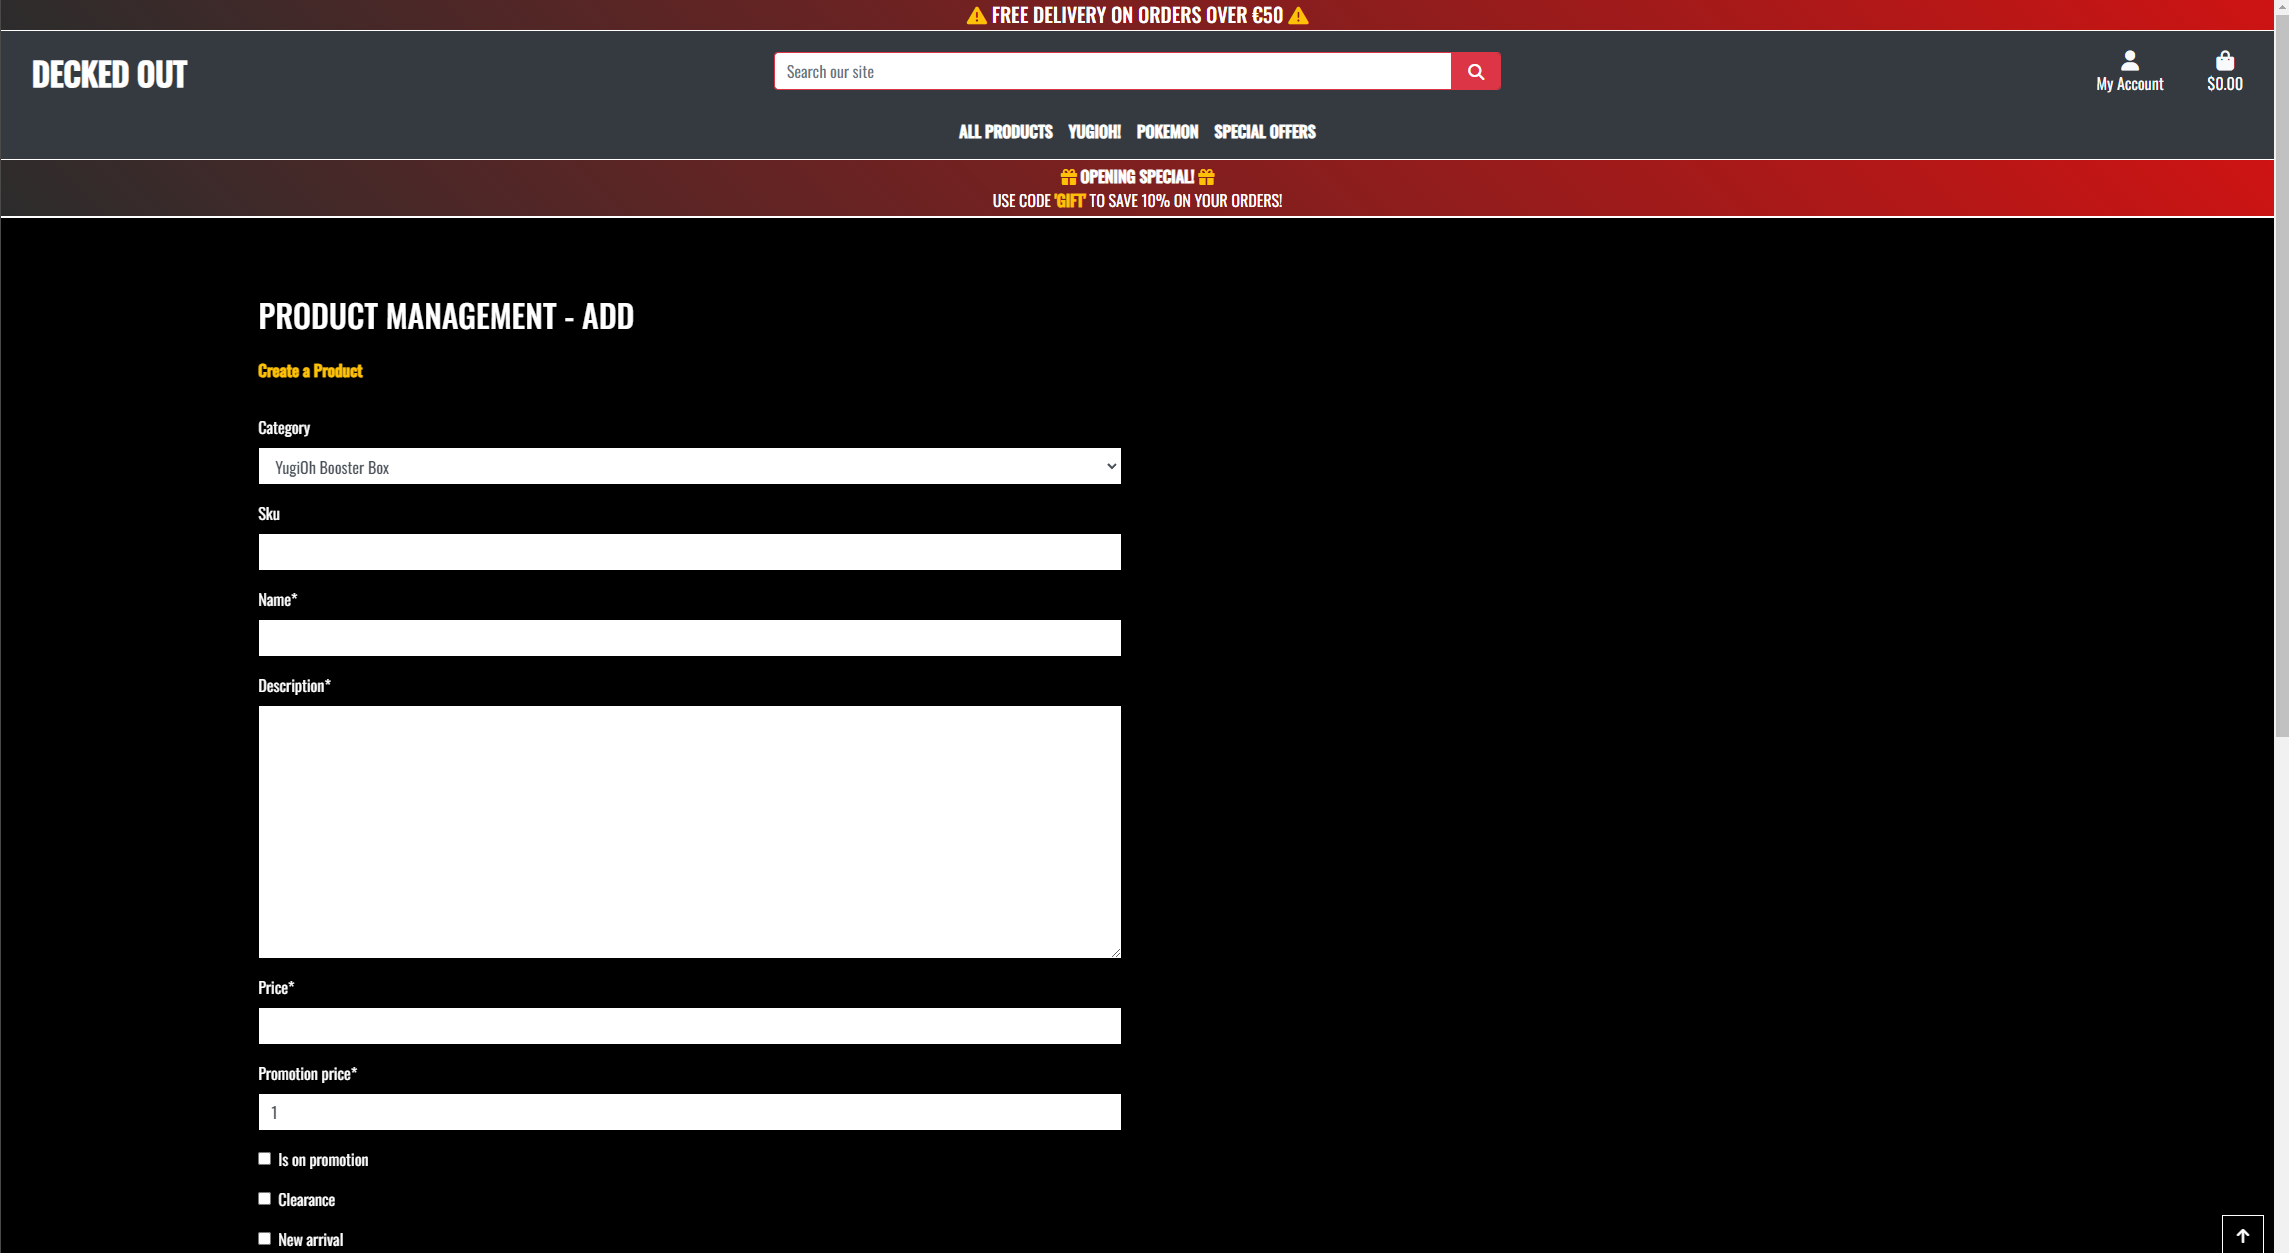 FREE DELIVERY ON ORDERS OVER €50
DECKED OUT
Search our site
My Account
$0.00
ALL PRODUCTS YUGIOH! POKEMON SPECIAL OFFERS
OPENING SPECIAL!
USE CODE 'GIFT' TO SAVE 10% ON YOUR ORDERS!
PRODUCT MANAGEMENT - ADD
Create a Product
Category
YugiOh Booster Box
Sku
Name*
Description*
Price*
Promotion price*
1
Is on promotion
Clearance
New arrival